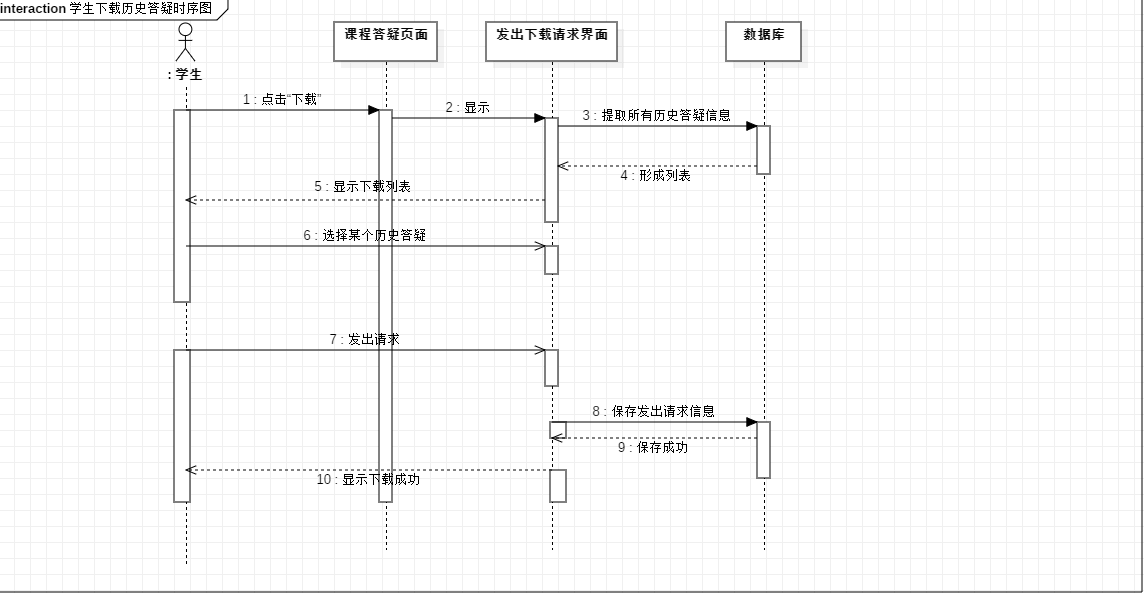 interaction 学生下载历史答疑时序图
: 学生
课程答疑页面
发出下载请求界面
数据库
1 : 点击“下载”
2 : 显示
3 : 提取所有历史答疑信息
4 : 形成列表
5 : 显示下载列表
6 : 选择某个历史答疑
7 : 发出请求
8 : 保存发出请求信息
9 : 保存成功
10 : 显示下载成功